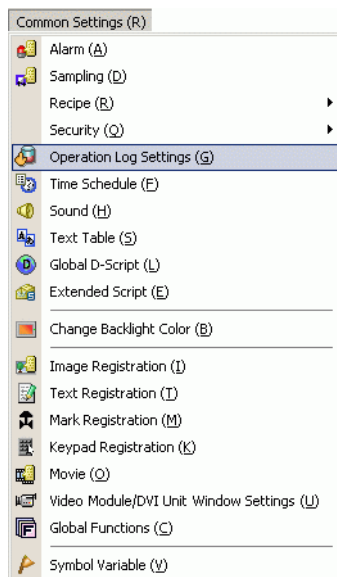 Common Settings (R)
Alarm (A)
Sampling (D)
Recipe (R)
Security (Q)
Operation Log Settings (G)
Time Schedule (F)
Sound (H)
Text Table (S)
Global D-Script (L)
Extended Script (E)
Change Backlight Color (B)
Image Registration (I)
Text Registration (T)
Mark Registration (M)
Keypad Registration (K)
Movie (O)
Video Module/DVI Unit Window Settings (U)
Global Functions (C)
Symbol Variable (V)